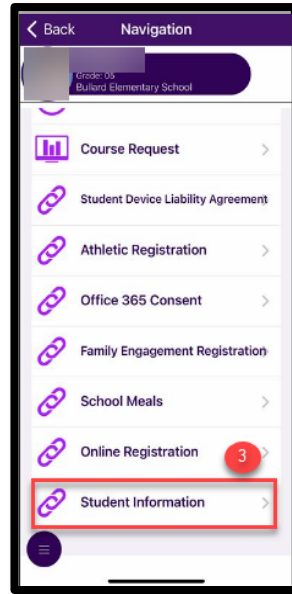 Back
Navigation
Grade: 05
Bullard Elementary School
Course Request
Student Device Liability Agreement
Athletic Registration
Office 365 Consent
Family Engagement Registration
School Meals
Online Registration
3
Student Information